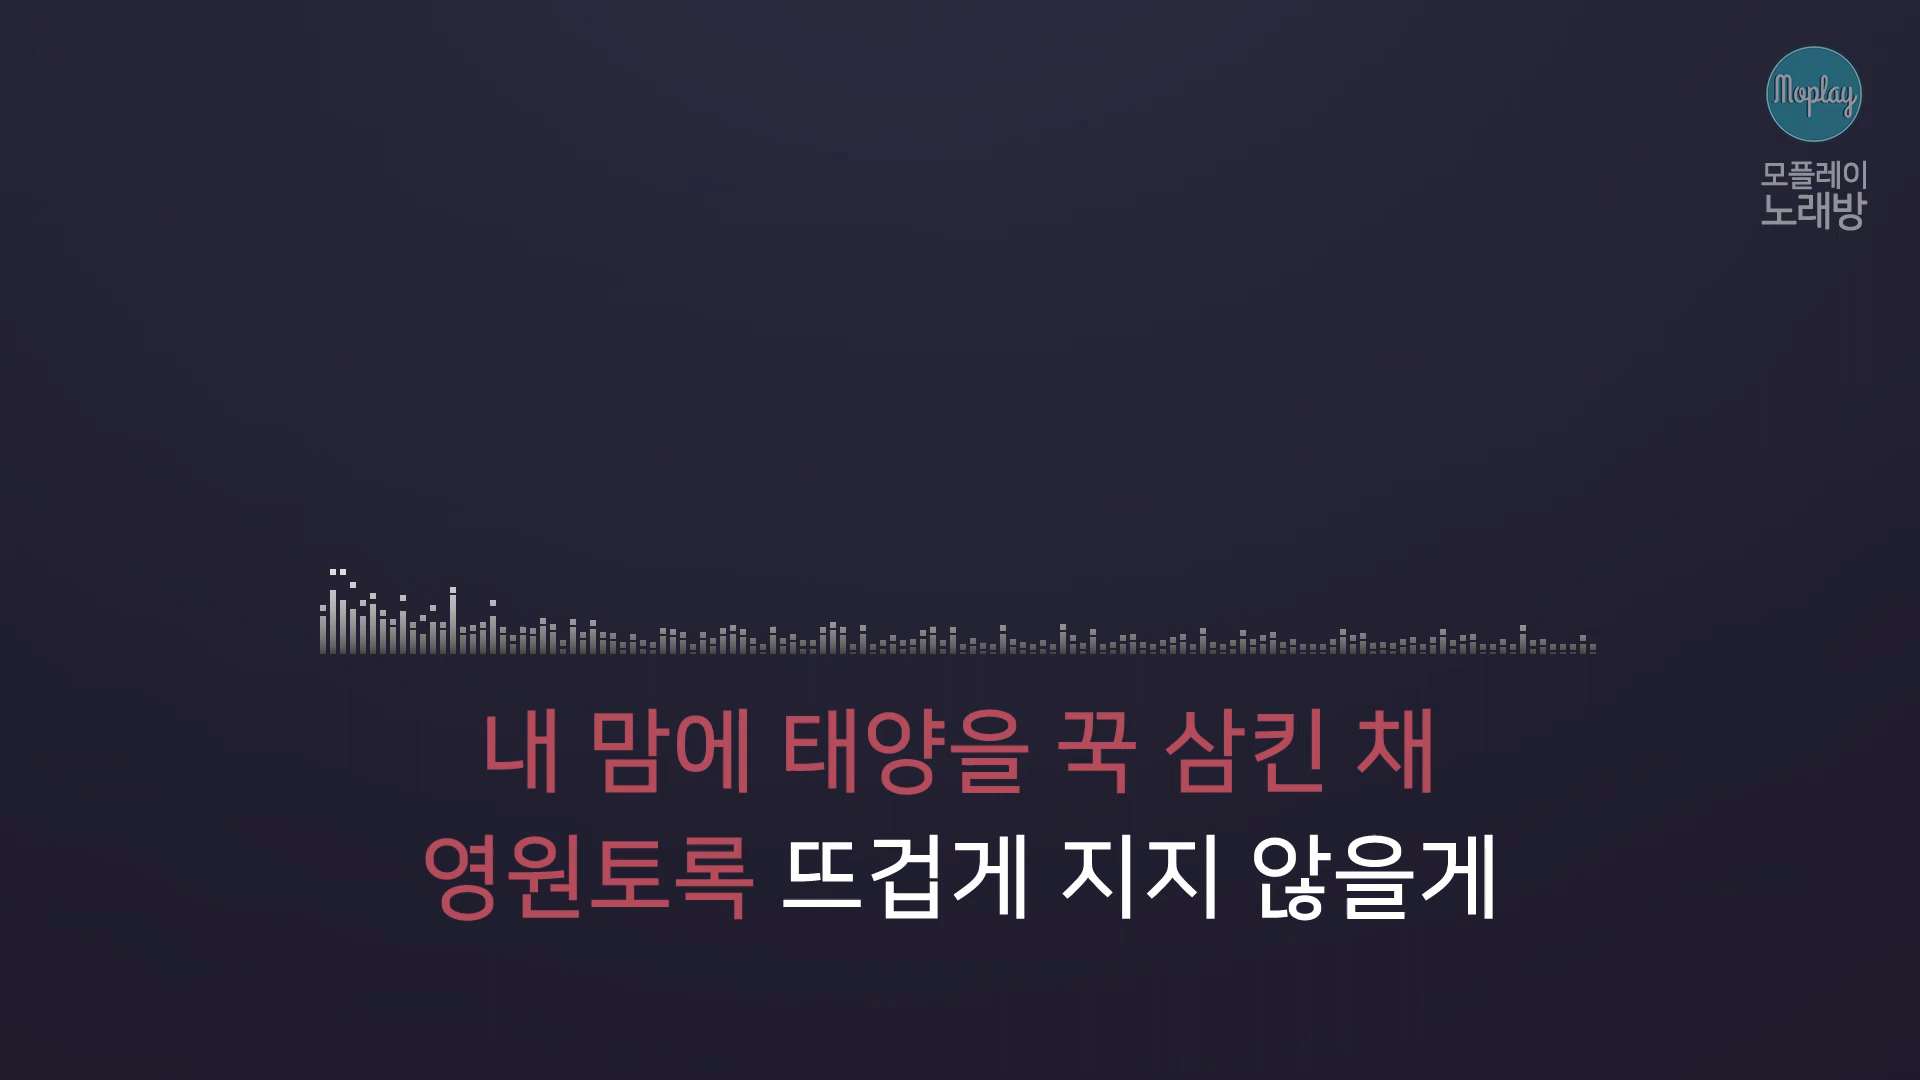 Moplay
모플레이
노래방
내 맘에 태양을 꾹 삼킨 채
영원토록 뜨겁게 지지 않을게